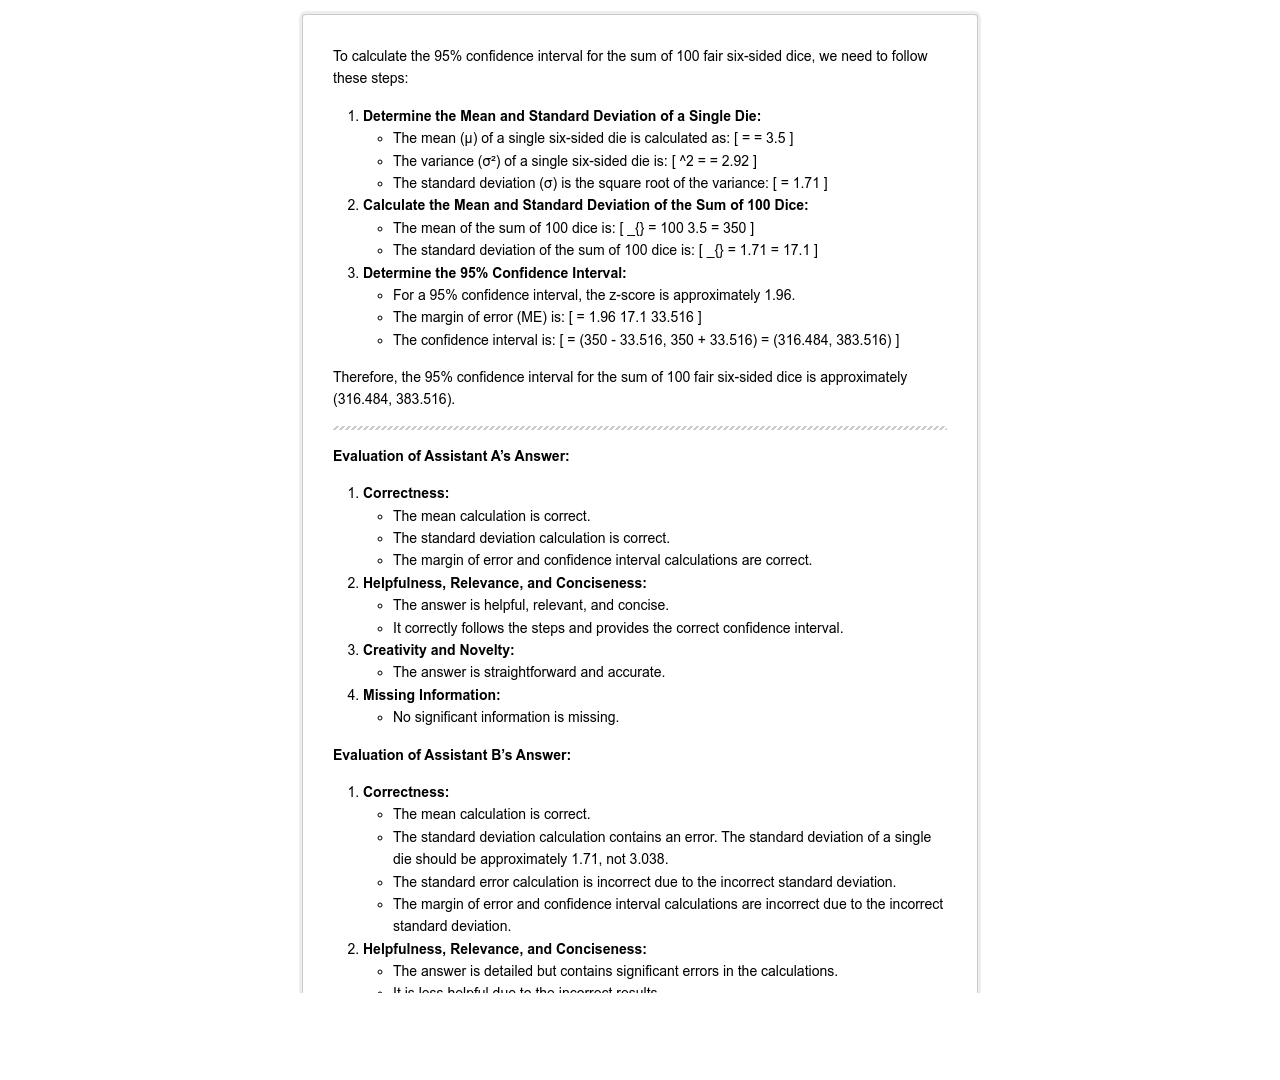 To calculate the 95% confidence interval for the sum of 100 fair six-sided dice, we need to follow
these steps:
1. Determine the Mean and Standard Deviation of a Single Die:
◦ The mean (μ) of a single six-sided die is calculated as: [ = = 3.5 ]
◦ The variance (σ²) of a single six-sided die is: [ ^2 = = 2.92 ]
◦ The standard deviation (σ) is the square root of the variance: [ = 1.71 ]
2. Calculate the Mean and Standard Deviation of the Sum of 100 Dice:
◦ The mean of the sum of 100 dice is: [ _{} = 100 3.5 = 350 ]
◦ The standard deviation of the sum of 100 dice is: [ _{} = 1.71 = 17.1 ]
3. Determine the 95% Confidence Interval:
◦ For a 95% confidence interval, the z-score is approximately 1.96.
◦ The margin of error (ME) is: [ = 1.96 17.1 33.516 ]
◦ The confidence interval is: [ = (350 - 33.516, 350 + 33.516) = (316.484, 383.516) ]
Therefore, the 95% confidence interval for the sum of 100 fair six-sided dice is approximately
(316.484, 383.516).
Evaluation of Assistant A’s Answer:
1. Correctness:
◦ The mean calculation is correct.
◦ The standard deviation calculation is correct.
◦ The margin of error and confidence interval calculations are correct.
2. Helpfulness, Relevance, and Conciseness:
◦ The answer is helpful, relevant, and concise.
◦ It correctly follows the steps and provides the correct confidence interval.
3. Creativity and Novelty:
◦ The answer is straightforward and accurate.
4. Missing Information:
◦ No significant information is missing.
Evaluation of Assistant B’s Answer:
1. Correctness:
◦ The mean calculation is correct.
◦ The standard deviation calculation contains an error. The standard deviation of a single
die should be approximately 1.71, not 3.038.
◦ The standard error calculation is incorrect due to the incorrect standard deviation.
◦ The margin of error and confidence interval calculations are incorrect due to the incorrect
standard deviation.
2. Helpfulness, Relevance, and Conciseness:
◦ The answer is detailed but contains significant errors in the calculations.
◦ It is less helpful due to the incorrect results.